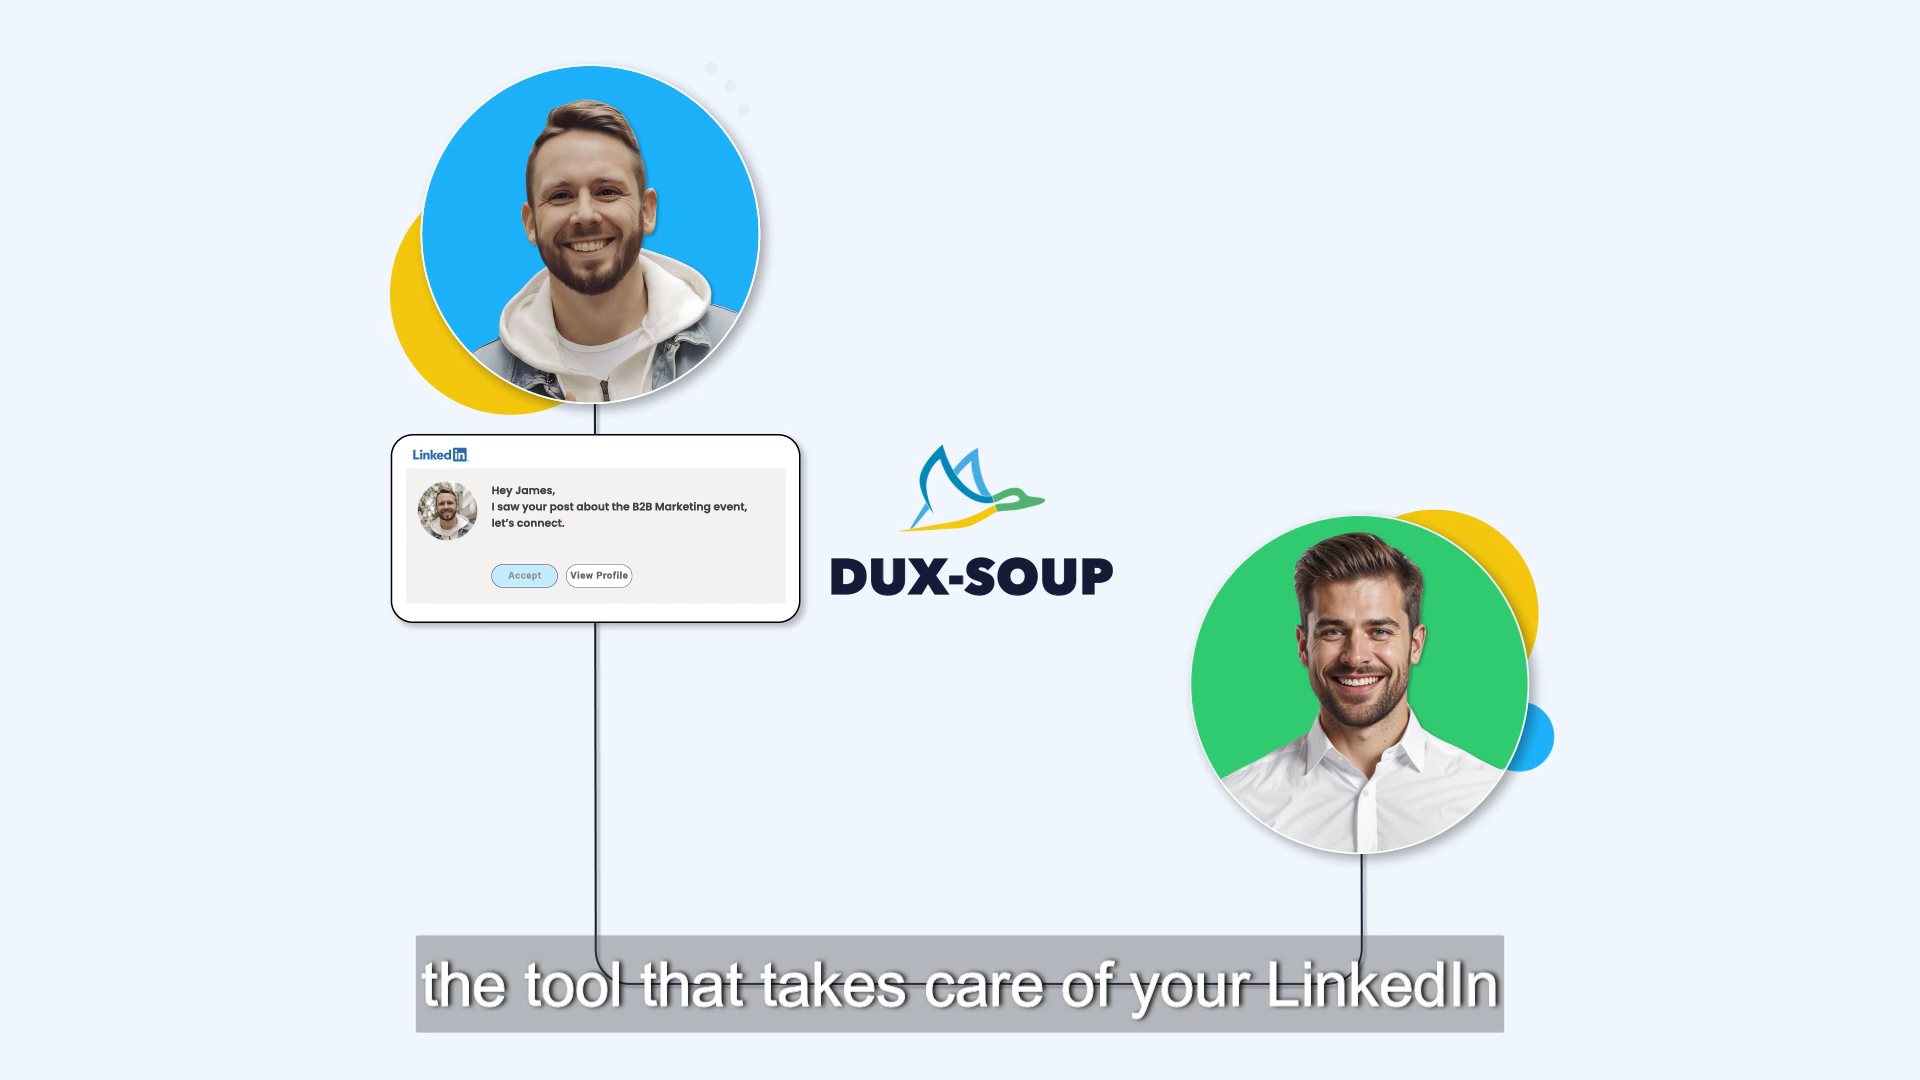 LinkedIn
Hey James,
I saw your post about the B2B Marketing event,
let's connect.
Accept
View Profile
DUX-SOUP
the tool that takes care of your LinkedIn